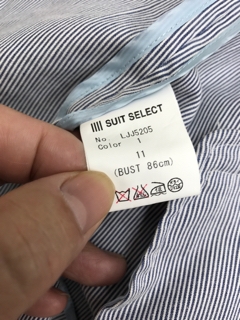 SUIT SELECT
No. LJJ5205
Color 1
11
(BUST 86cm)